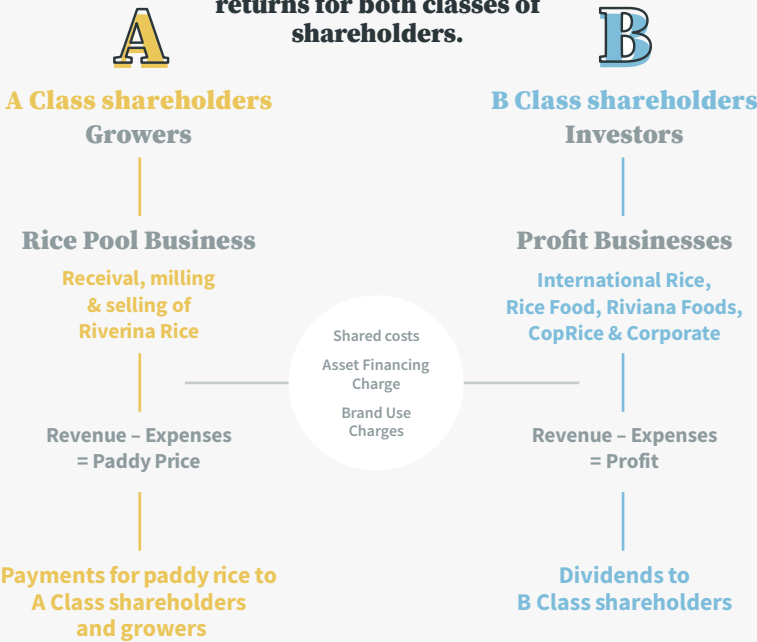 returns for both classes of
shareholders.
A
A Class shareholders
Growers
Rice Pool Business
Receival, milling
& selling of
Riverina Rice
Revenue – Expenses
= Paddy Price
Payments for paddy rice to
A Class shareholders
and growers
Shared costs
Asset Financing
Charge
Brand Use
Charges
B
B Class shareholders
Investors
Profit Businesses
International Rice,
Rice Food, Riviana Foods,
CopRice & Corporate
Revenue – Expenses
= Profit
Dividends to
B Class shareholders